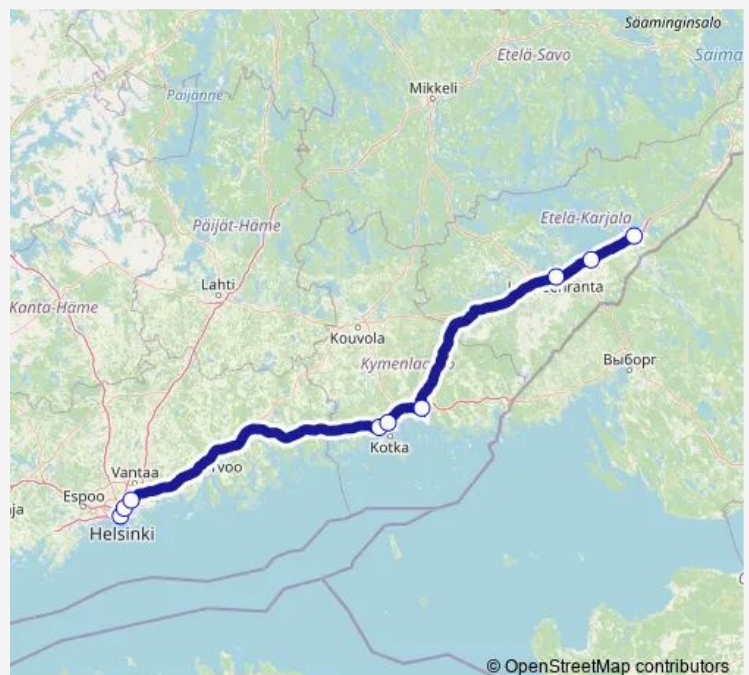 Sääminginsalo
Etelä-Savo
Saima
Päijänne
Mikkeli
Päijät-Häme
Etelä-Karjala
Lahti
Kanta-Häme
Kouvola
Выборг
Kotka
Vantaa
Espoo
Helsinki
© OpenStreetMap contributors